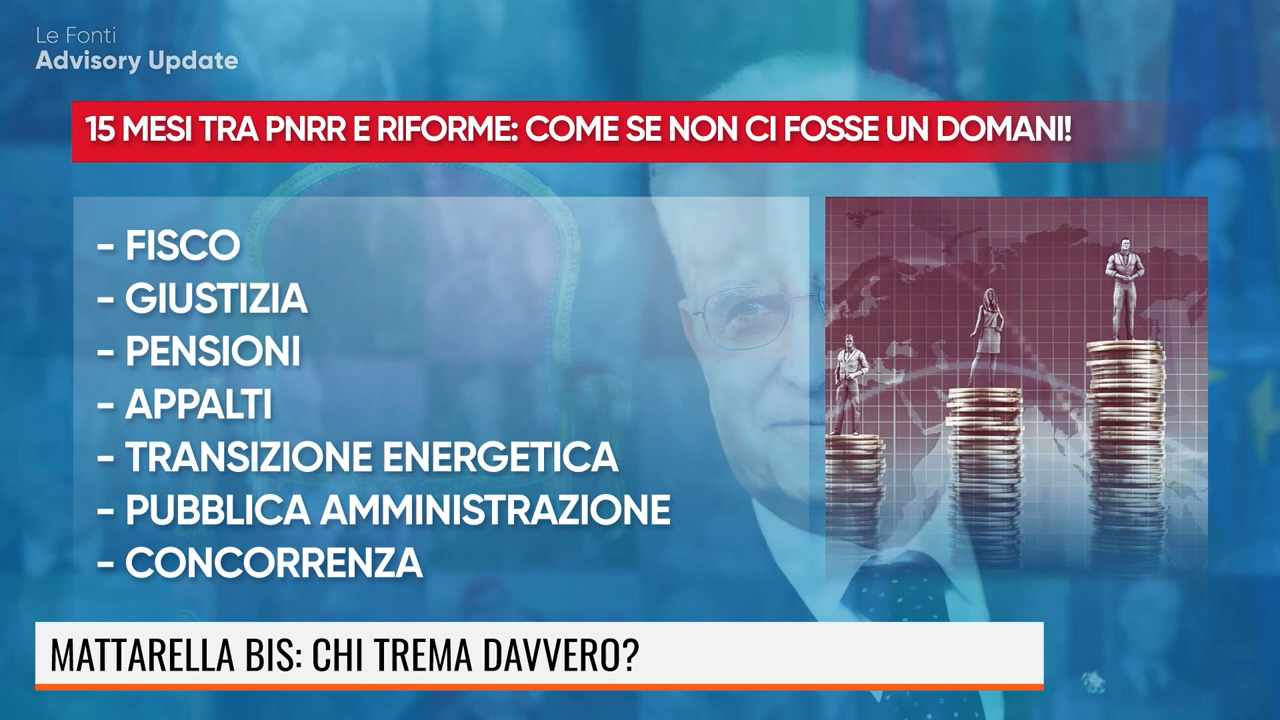 Le Fonti
Advisory Update
15 MESI TRA PNRR E RIFORME: COME SE NON CI FOSSE UN DOMANI!
- FISCO
- GIUSTIZIA
- PENSIONI
- APPALTI
- TRANSIZIONE ENERGETICA
- PUBBLICA AMMINISTRAZIONE
- CONCORRENZA
MATTARELLA BIS: CHI TREMA DAVVERO?